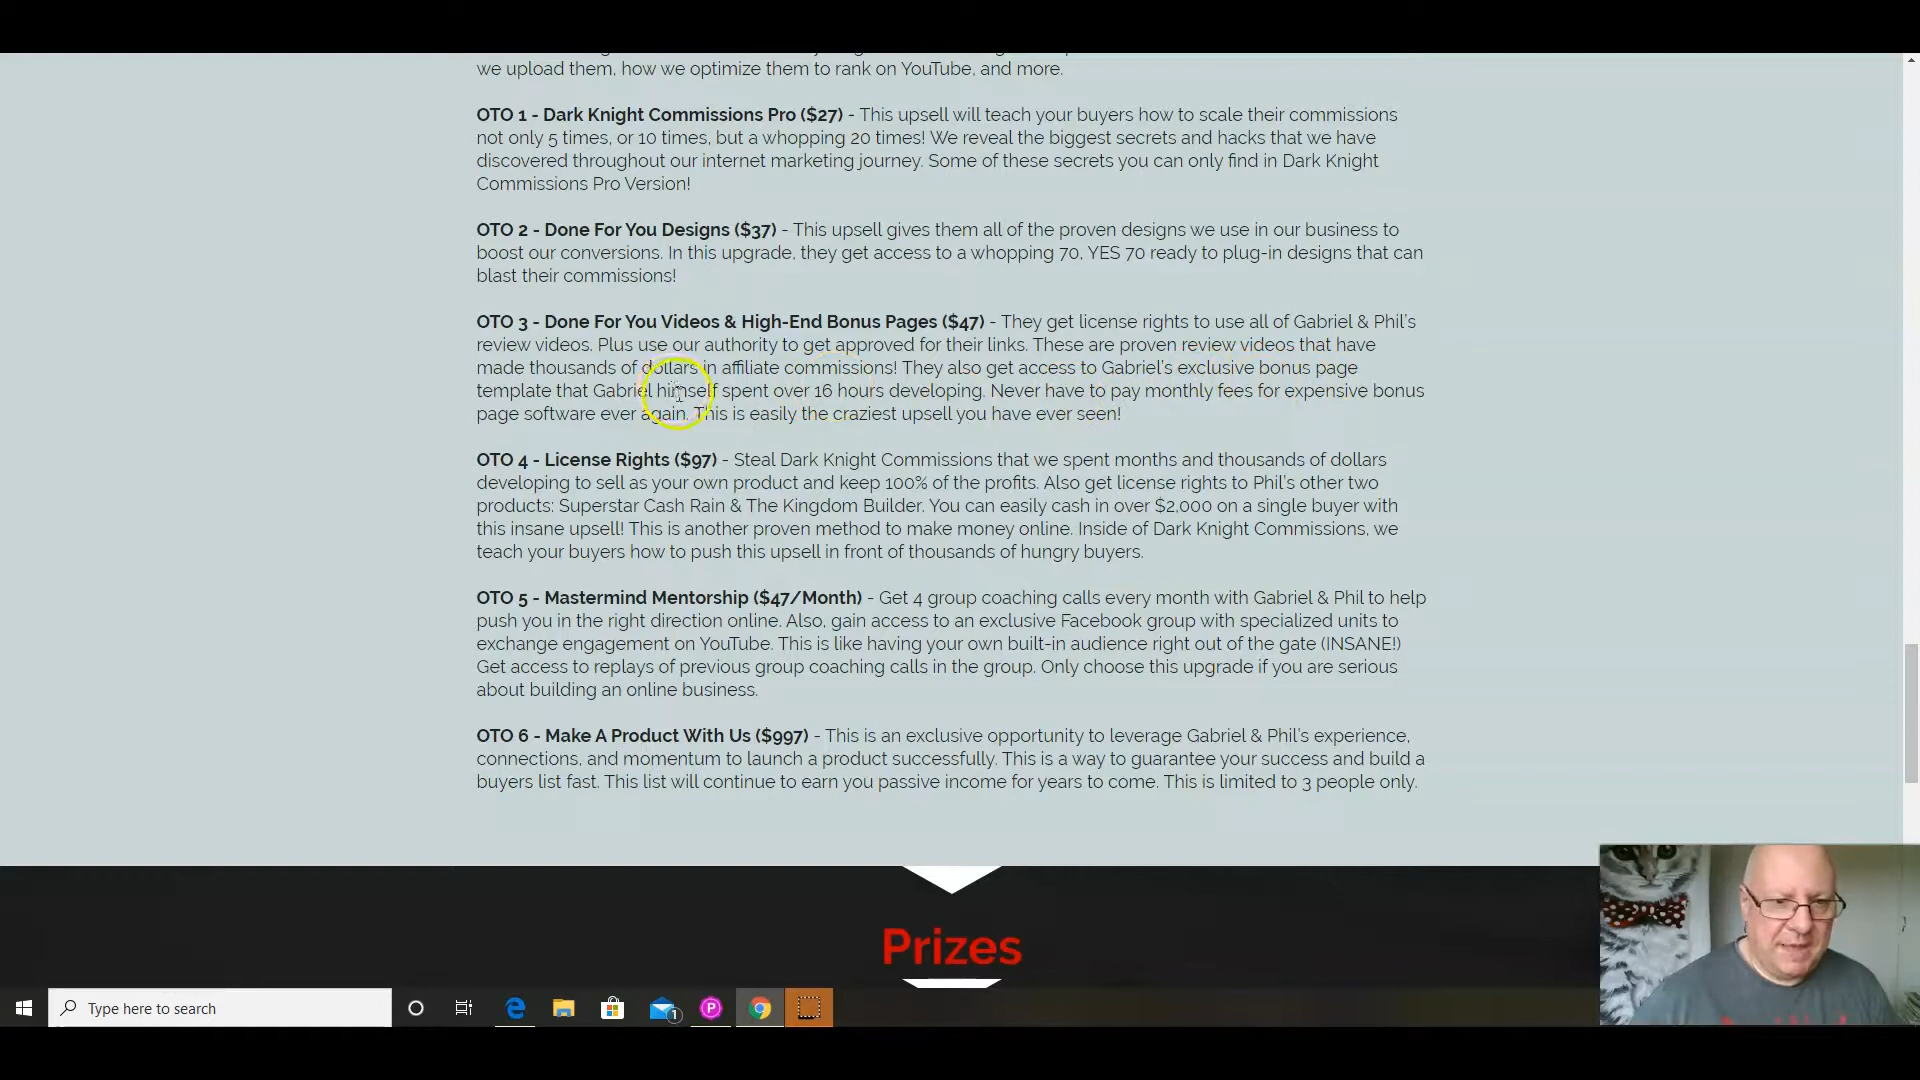 we upload them, how we optimize them to rank on YouTube, and more.
OTO 1 - Dark Knight Commissions Pro ($27) - This upsell will teach your buyers how to scale their commissions
not only 5 times, or 10 times, but a whopping 20 times! We reveal the biggest secrets and hacks that we have
discovered throughout our internet marketing journey. Some of these secrets you can only find in Dark Knight
Commissions Pro Version!
OTO 2 - Done For You Designs ($37) - This upsell gives them all of the proven designs we use in our business to
boost our conversions. In this upgrade, they get access to a whopping 70, YES 70 ready to plug-in designs that can
blast their commissions!
OTO 3 - Done For You Videos & High-End Bonus Pages ($47) - They get license rights to use all of Gabriel & Phil's
review videos. Plus use our authority to get approved for their links. These are proven review videos that have
made thousands of dollars in affiliate commissions! They also get access to Gabriel's exclusive bonus page
template that Gabriel himself spent over 16 hours developing. Never have to pay monthly fees for expensive bonus
page software ever again. This is easily the craziest upsell you have ever seen!
OTO 4 - License Rights ($97) - Steal Dark Knight Commissions that we spent months and thousands of dollars
developing to sell as your own product and keep 100% of the profits. Also get license rights to Phil's other two
products: Superstar Cash Rain & The Kingdom Builder. You can easily cash in over $2,000 on a single buyer with
this insane upsell! This is another proven method to make money online. Inside of Dark Knight Commissions, we
teach your buyers how to push this upsell in front of thousands of hungry buyers.
OTO 5 - Mastermind Mentorship ($47/Month) - Get 4 group coaching calls every month with Gabriel & Phil to help
push you in the right direction online. Also, gain access to an exclusive Facebook group with specialized units to
exchange engagement on YouTube. This is like having your own built-in audience right out of the gate (INSANE!)
Get access to replays of previous group coaching calls in the group. Only choose this upgrade if you are serious
about building an online business.
OTO 6 - Make A Product With Us ($997) - This is an exclusive opportunity to leverage Gabriel & Phil's experience,
connections, and momentum to launch a product successfully. This is a way to guarantee your success and build a
buyers list fast. This list will continue to earn you passive income for years to come. This is limited to 3 people only.
Prizes
Type here to search
1
P